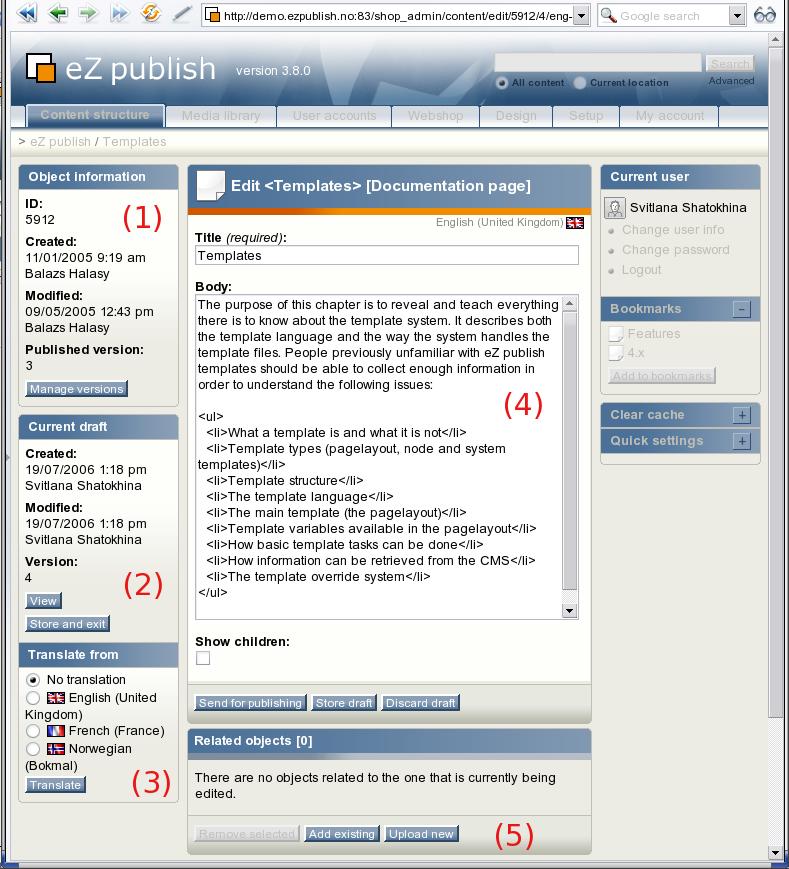 http://demo.ezpublish.no:83/shop_admin/content/edit/5912/4/eng-
Google search
eZ publish version 3.8.0
Search
All content Current location Advanced
Content structure Media library User accounts Webshop Design Setup My account
> eZ publish / Templates
Object information
ID:
5912
(1)
Created:
11/01/2005 9:19 am
Balazs Halasy
Modified:
09/05/2005 12:43 pm
Balazs Halasy
Published version:
3
Manage versions
Current draft
Created:
19/07/2006 1:18 pm
Svitlana Shatokhina
Modified:
19/07/2006 1:18 pm
Svitlana Shatokhina
Version:
4
(2)
View
Store and exit
Translate from
No translation
English (United
Kingdom)
French (France)
Norwegian
(Bokmal)
Translate
(3)
Edit <Templates> [Documentation page]
English (United Kingdom)
Title (required):
Templates
Body:
The purpose of this chapter is to reveal and teach everything
there is to know about the template system. It describes both
the template language and the way the system handles the
template files. People previously unfamiliar with eZ publish
templates should be able to collect enough information in
order to understand the following issues:
(4)
<ul>
<li>What a template is and what it is not</li>
<li>Template types (pagelayout, node and system
templates)</li>
<li>Template structure</li>
<li>The template language</li>
<li>The main template (the pagelayout)</li>
<li>Template variables available in the pagelayout</li>
<li>How basic template tasks can be done</li>
<li>How information can be retrieved from the CMS</li>
<li>The template override system</li>
</ul>
Show children:
Send for publishing Store draft Discard draft
Related objects [0]
There are no objects related to the one that is currently being
edited.
Remove selected Add existing Upload new
(5)
Current user
Svitlana Shatokhina
Change user info
Change password
Logout
Bookmarks
Features
4.x
Add to bookmarks
Clear cache
Quick settings